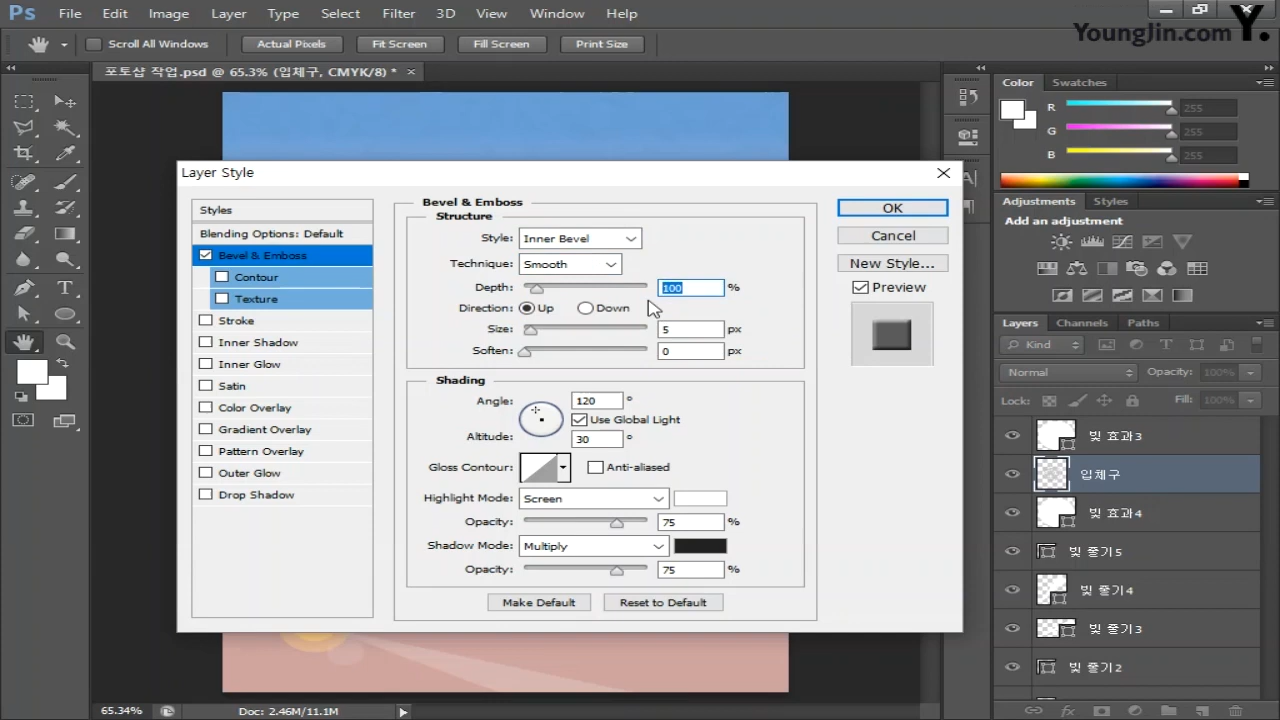 Ps File Edit Image Layer Type Select Filter 3D View Window Help
YoungJin.com Y.
Scroll All Windows Actual Pixels Fit Screen Fill Screen Print Size
포토샵 작업.psd @ 65.3% (입체구, CMYK/8) * ×
Color Swatches
R 255
G 255
B 255
Layer Style
Styles
Blending Options: Default
Bevel & Emboss
Contour
Texture
Stroke
Inner Shadow
Inner Glow
Satin
Color Overlay
Gradient Overlay
Pattern Overlay
Outer Glow
Drop Shadow
Bevel & Emboss
Structure
Style: Inner Bevel
Technique: Smooth
Depth: 100 %
Direction: Up Down
Size: 5 px
Soften: 0 px
Shading
Angle: 120 °
Use Global Light
Altitude: 30 °
Gloss Contour: Anti-aliased
Highlight Mode: Screen
Opacity: 75 %
Shadow Mode: Multiply
Opacity: 75 %
Make Default Reset to Default
OK
Cancel
New Style...
Preview
Adjustments Styles
Add an adjustment
Layers Channels Paths
Kind
Normal Opacity: 100%
Lock: Fill: 100%
빛 효과3
입체구
빛 효과4
빛 줄기5
빛 줄기4
빛 줄기3
빛 줄기2
65.34% Doc: 2.46M/11.1M